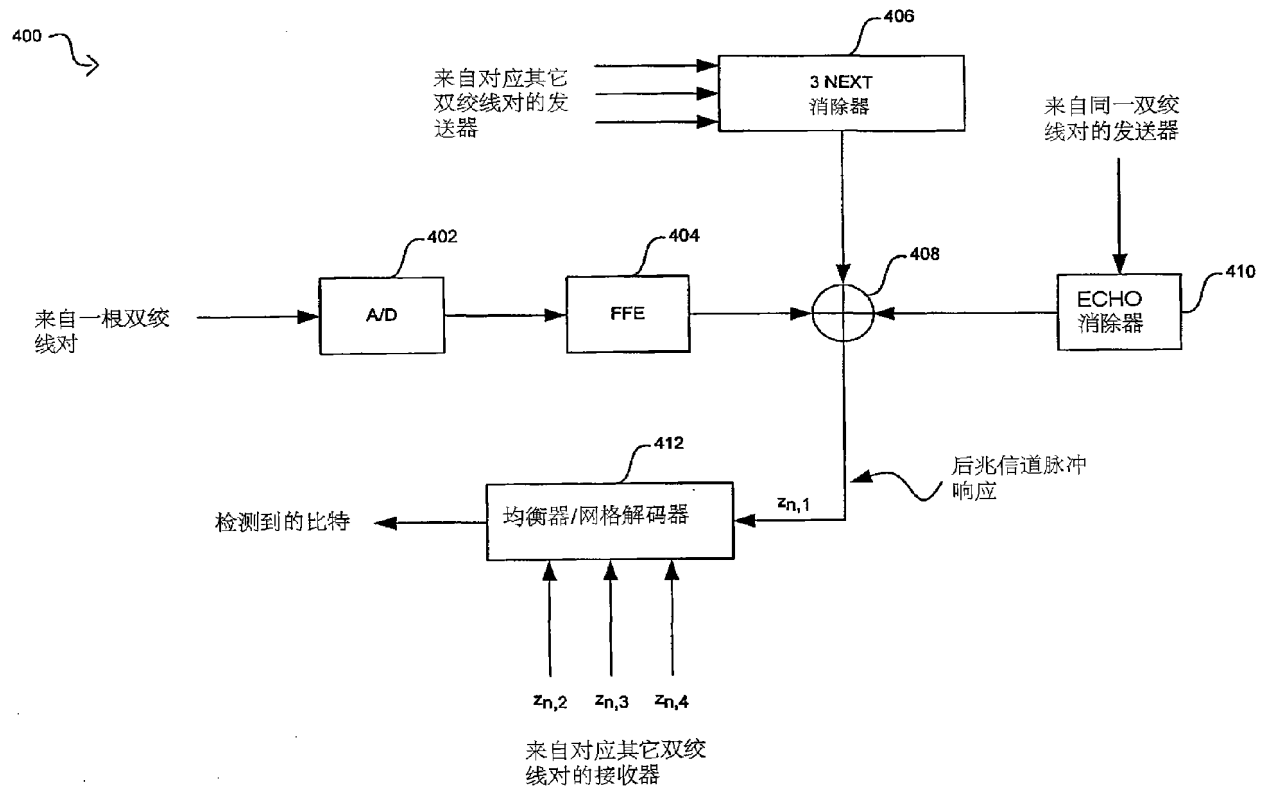 400
406
来自对应其它
双绞线对的发
送器
3 NEXT
消除器
来自同一双绞
线对的发送器
402
404
408
410
来自一根双绞
线对
A/D
FFE
ECHO
消除器
412
后兆信道脉冲
响应
检测到的比特
均衡器/网格解码器
zn,1
zn,2
zn,3
zn,4
来自对应其它双绞
线对的接收器